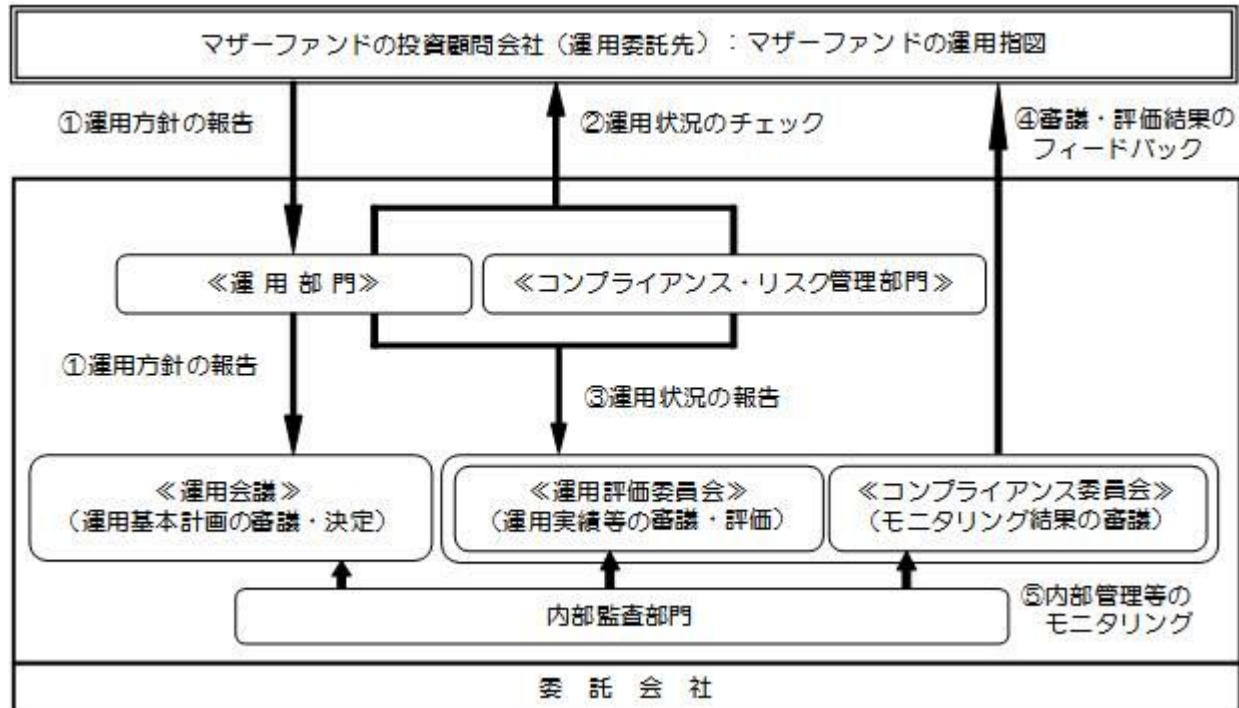 マザーファンドの投資顧問会社（運用委託先）：マザーファンドの運用指図
①運用方針の報告
②運用状況のチェック
④審議・評価結果の
フィードバック
≪運 用 部 門≫
≪コンプライアンス・リスク管理部門≫
①運用方針の報告
③運用状況の報告
≪運用会議≫
（運用基本計画の審議・決定）
≪運用評価委員会≫
（運用実績等の審議・評価）
≪コンプライアンス委員会≫
（モニタリング結果の審議）
内部監査部門
⑤内部管理等の
モニタリング
委 託 会 社